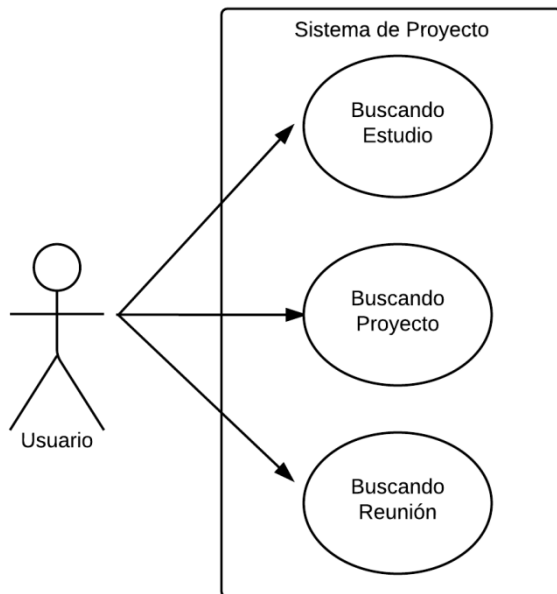 Sistema de Proyecto
Buscando
Estudio
Buscando
Proyecto
Usuario
Buscando
Reunión